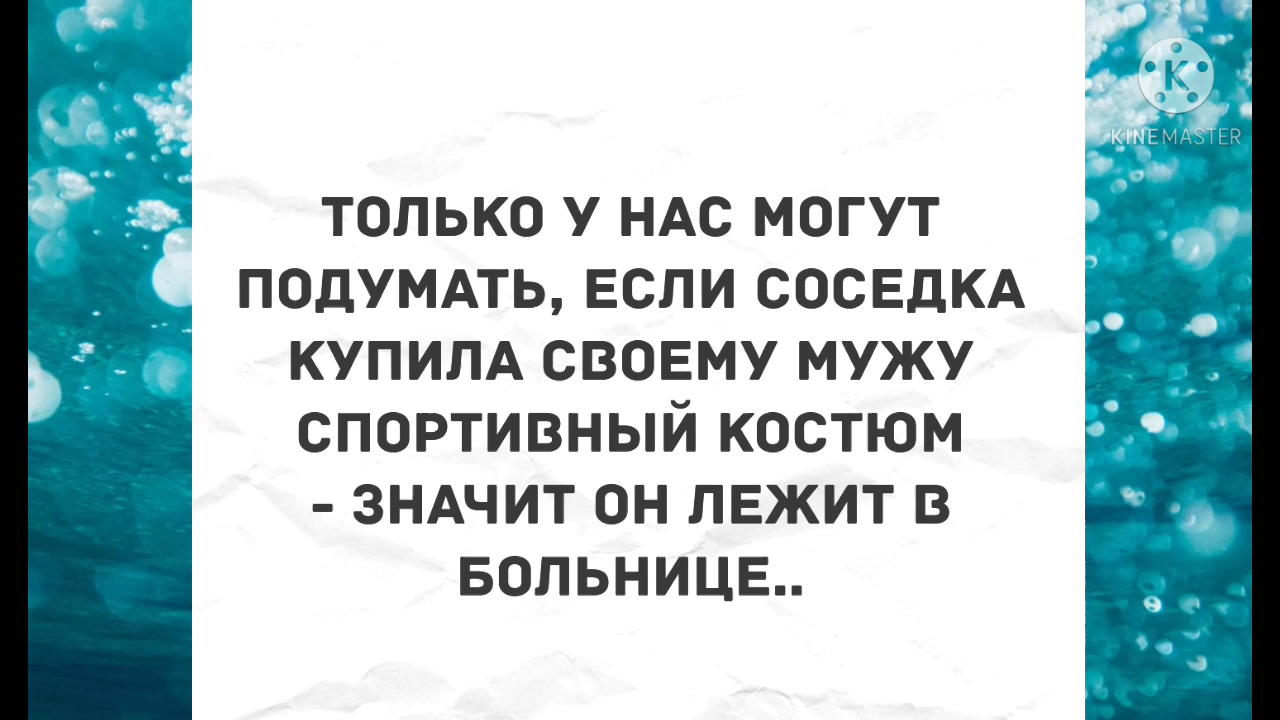 ТОЛЬКО У НАС МОГУТ
ПОДУМАТЬ, ЕСЛИ СОСЕДКА
КУПИЛА СВОЕМУ МУЖУ
СПОРТИВНЫЙ КОСТЮМ
- ЗНАЧИТ ОН ЛЕЖИТ В
БОЛЬНИЦЕ..
K
KINEMASTER